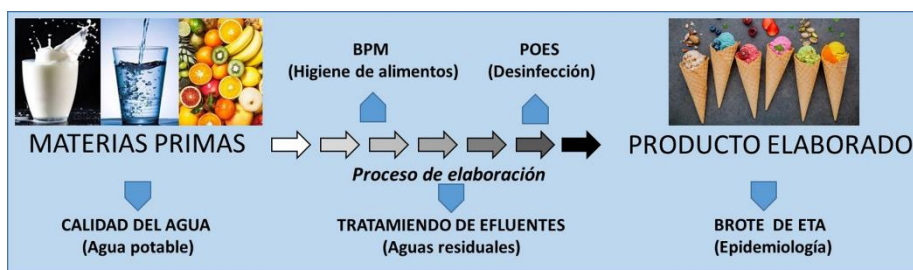 BPM
(Higiene de alimentos)
POES
(Desinfección)
MATERIAS PRIMAS
PRODUCTO ELABORADO
Proceso de elaboración
CALIDAD DEL AGUA
(Agua potable)
TRATAMIENDO DE EFLUENTES
(Aguas residuales)
BROTE DE ETA
(Epidemiología)